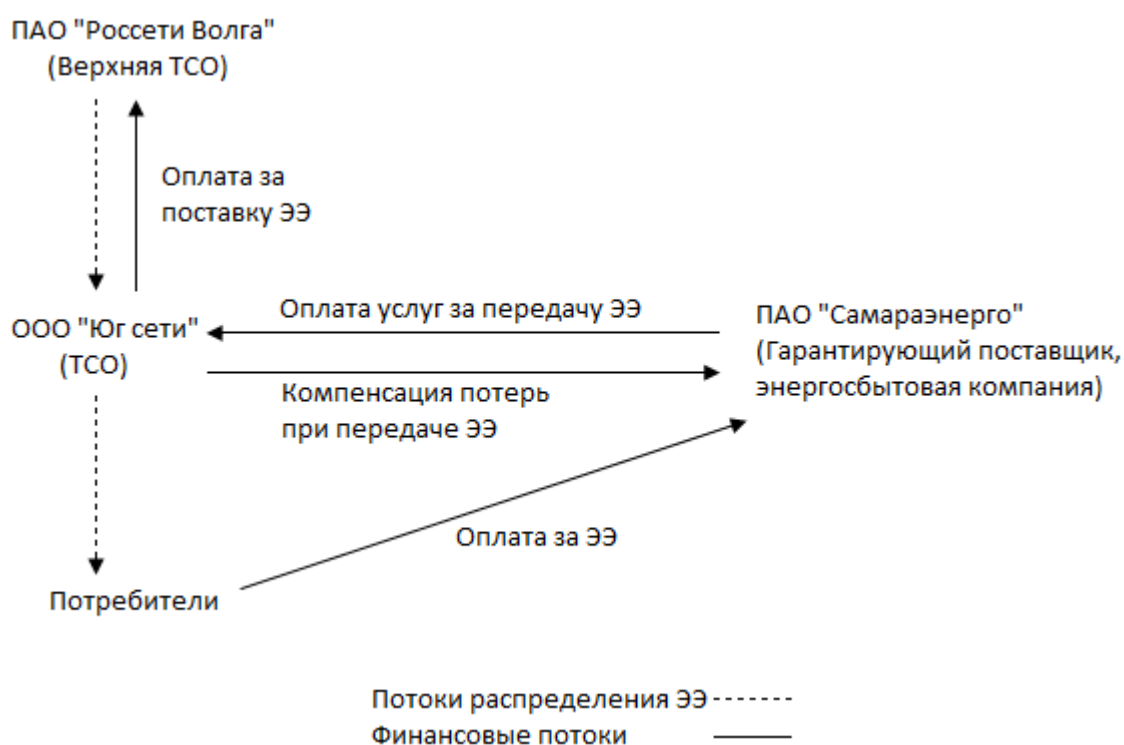 ПАО "Россети Волга"
(Верхняя ТСО)
Оплата за
поставку ЭЭ
ООО "Юг сети"
(ТСО)
Оплата услуг за передачу ЭЭ
Компенсация потерь
при передаче ЭЭ
ПАО "Самараэнерго"
(Гарантирующий поставщик,
энергосбытовая компания)
Оплата за ЭЭ
Потребители
Потоки распределения ЭЭ
Финансовые потоки